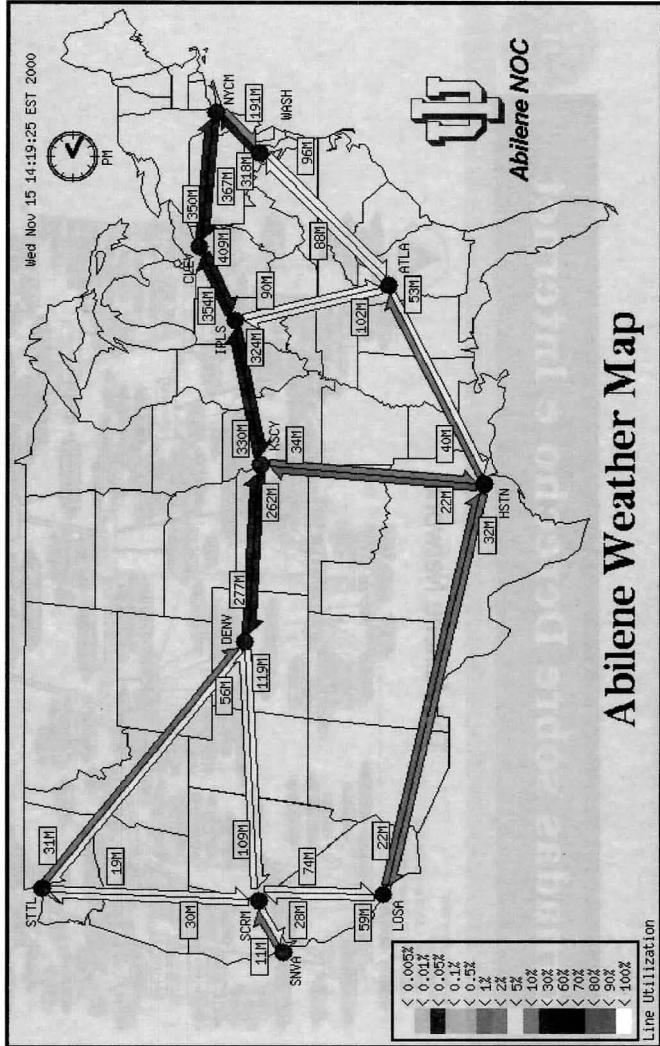 Wed Nov 15 14:19:25 EST 2000
PM
STTL
31M
19M
30M
SCRM
109M
11M
28M
74M
SNVA
59M
LOSA
22M
56M
DENV
119M
277M
262M
KSCY
330M
34M
22M
32M
HSTN
40M
IPLS
324M
354M
90M
102M
CLEV
409M
350M
367M
NYCM
318M
191M
WASH
96M
88M
ATLA
53M
Abilene NOC
< 0.005%
< 0.01%
< 0.05%
< 0.1%
< 0.5%
< 1%
< 2%
< 5%
< 10%
< 30%
< 60%
< 70%
< 80%
< 90%
< 100%
Line Utilization
Abilene Weather Map